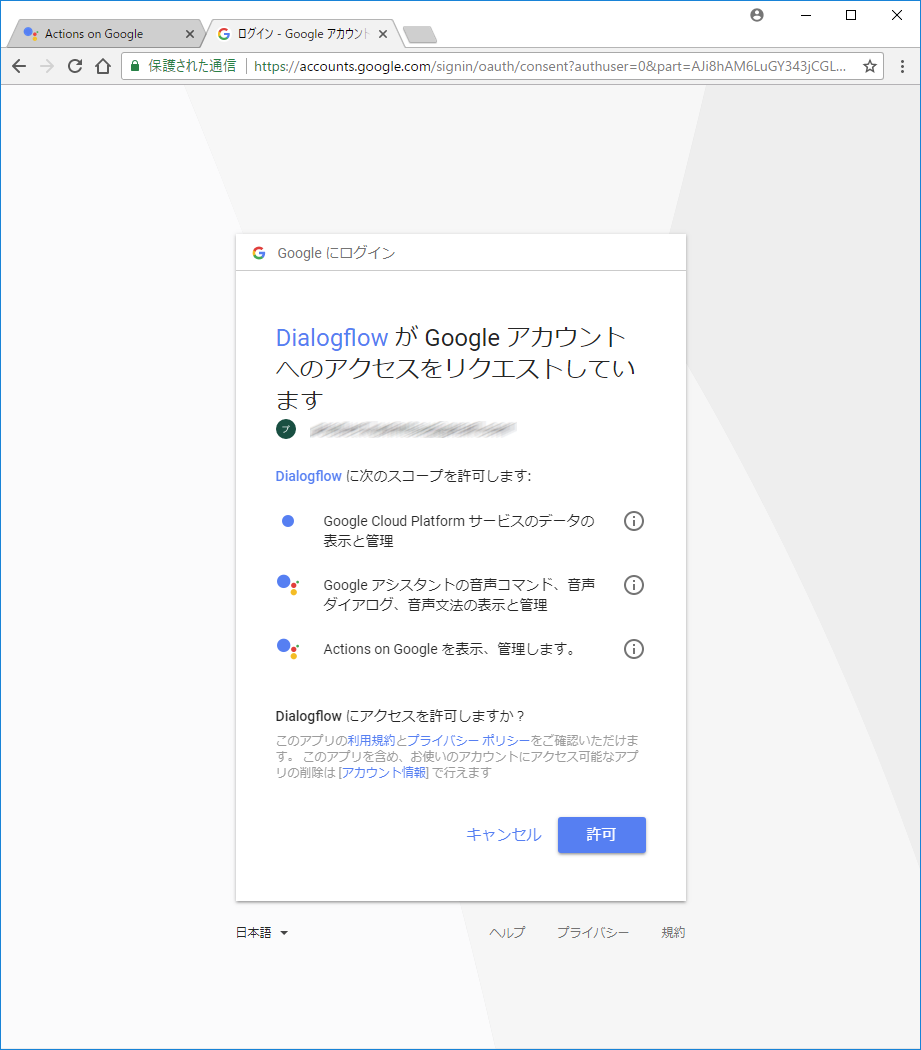 Actions on Google
ログイン - Google アカウント
保護された通信
https://accounts.google.com/signin/oauth/consent?authuser=0&part=AJi8hAM6LuGY343jCGL...
Google にログイン
Dialogflow が Google アカウント
へのアクセスをリクエストしてい
ます
プ
Dialogflow に次のスコープを許可します:
Google Cloud Platform サービスのデータの
表示と管理
Google アシスタントの音声コマンド、音声
ダイアログ、音声文法の表示と管理
Actions on Google を表示、管理します。
Dialogflow にアクセスを許可しますか？
このアプリの利用規約とプライバシー ポリシーをご確認いただけま
す。 このアプリを含め、お使いのアカウントにアクセス可能なアプ
リの削除は [アカウント情報] で行えます
キャンセル
許可
日本語
ヘルプ
プライバシー
規約